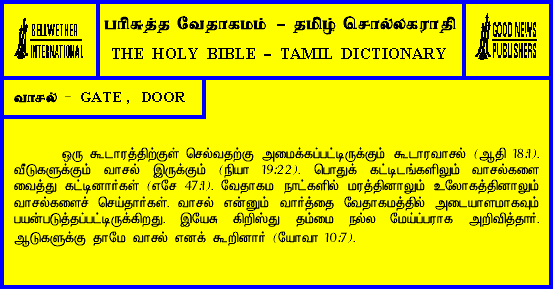 BELLWETHER
INTERNATIONAL
பரிசுத்த வேதாகமம் - தமிழ் சொல்லகராதி
THE HOLY BIBLE - TAMIL DICTIONARY
GOOD NEWS
PUBLISHERS
வாசல் - GATE, DOOR
ஒரு கூடாரத்திற்குள் செல்வதற்கு அமைக்கப்பட்டிருக்கும் கூடாரவாசல் (ஆதி 18:1).
வீடுகளுக்கும் வாசல் இருக்கும் (நியா 19:22). பொதுக் கட்டிடங்களிலும் வாசல்களை
வைத்து கட்டினார்கள் (எசே 47:1). வேதாகம நாட்களில் மரத்தினாலும் உலோகத்தினாலும்
வாசல்களைச் செய்தார்கள். வாசல் என்னும் வார்த்தை வேதாகமத்தில் அடையாளமாகவும்
பயன்படுத்தப்பட்டிருக்கிறது. இயேசு கிறிஸ்து தம்மை நல்ல மேய்ப்பராக அறிவித்தார்.
ஆடுகளுக்கு தாமே வாசல் எனக் கூறினார் (யோவா 10:7).